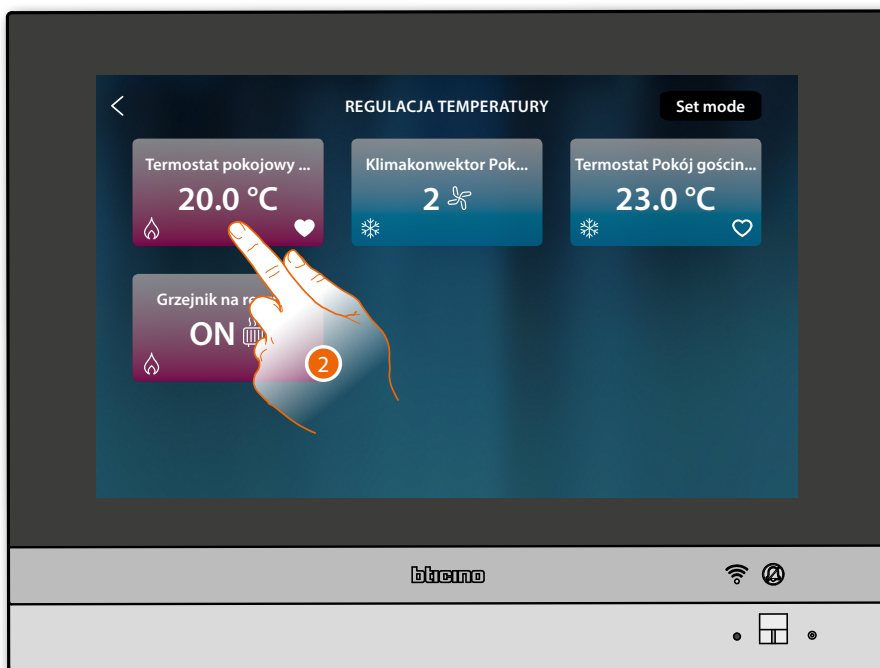 REGULACJA TEMPERATURY
Set mode
Termostat pokojowy ...
20.0 °C
Klimakonwektor Pok...
2
Termostat Pokój gościn...
23.0 °C
Grzejnik na
ON
2
bticino